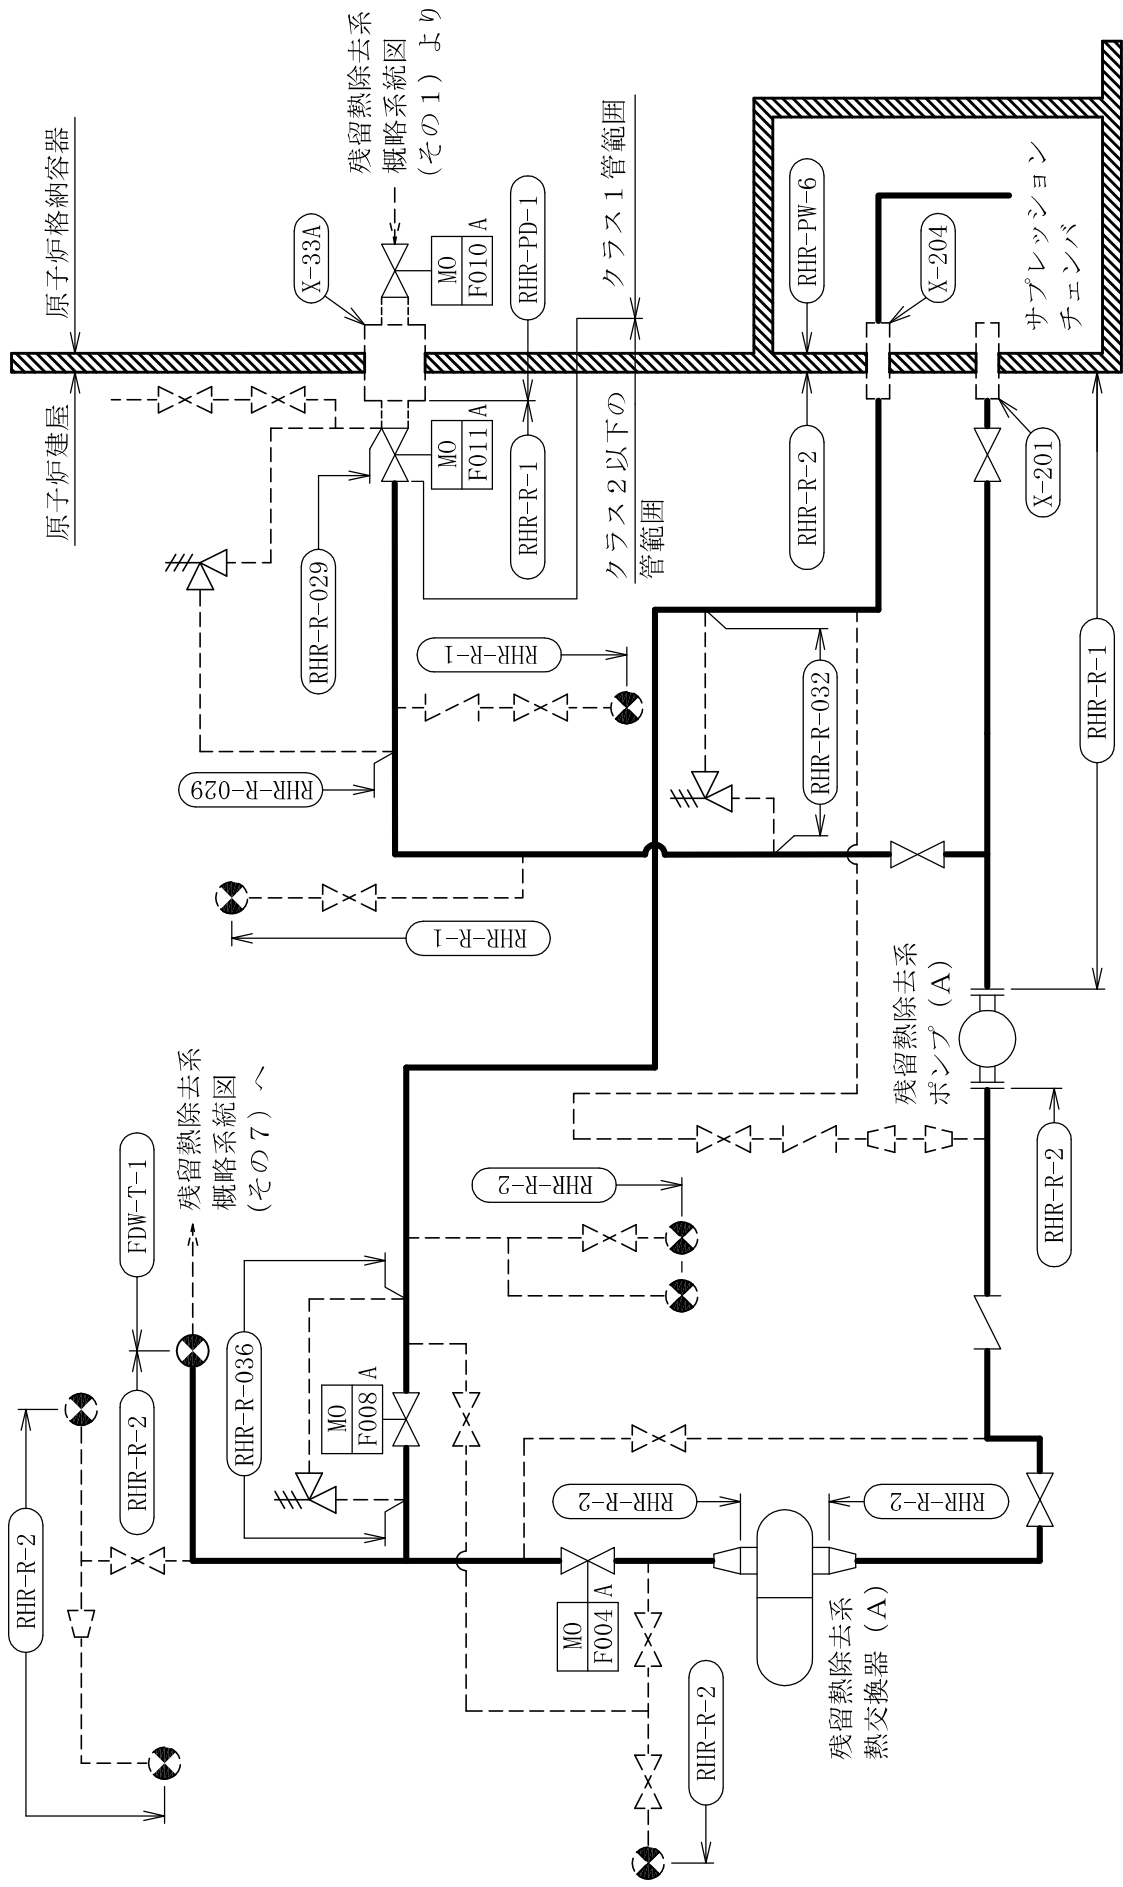 原子炉建屋
原子炉格納容器
残留熱除去系
概略系統図
(その1)より
X-33A
MO
F010
A
RHR-PD-1
クラス1管範囲
RHR-PW-6
X-204
サプレッション
チェンバ
RHR-R-029
MO
F011
A
RHR-R-1
クラス2以下の
管範囲
RHR-R-2
X-201
RHR-R-1
RHR-R-029
RHR-R-032
RHR-R-1
RHR-R-1
残留熱除去系
ポンプ(A)
残留熱除去系
概略系統図
(その7)へ
FDW-T-1
RHR-R-2
RHR-R-2
RHR-R-2
RHR-R-036
MO
F008
A
RHR-R-2
RHR-R-2
RHR-R-2
MO
F004
A
残留熱除去系
熱交換器(A)
RHR-R-2